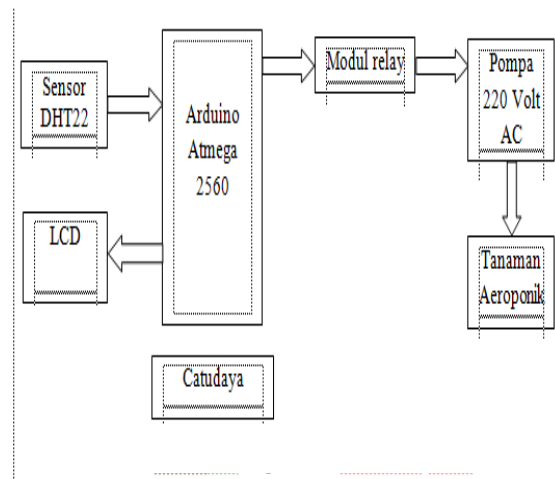 Sensor
DHT22
Arduino
Atmega
2560
Modul relay
Pompa
220 Volt
AC
LCD
Tanaman
Aeroponik
Catudaya